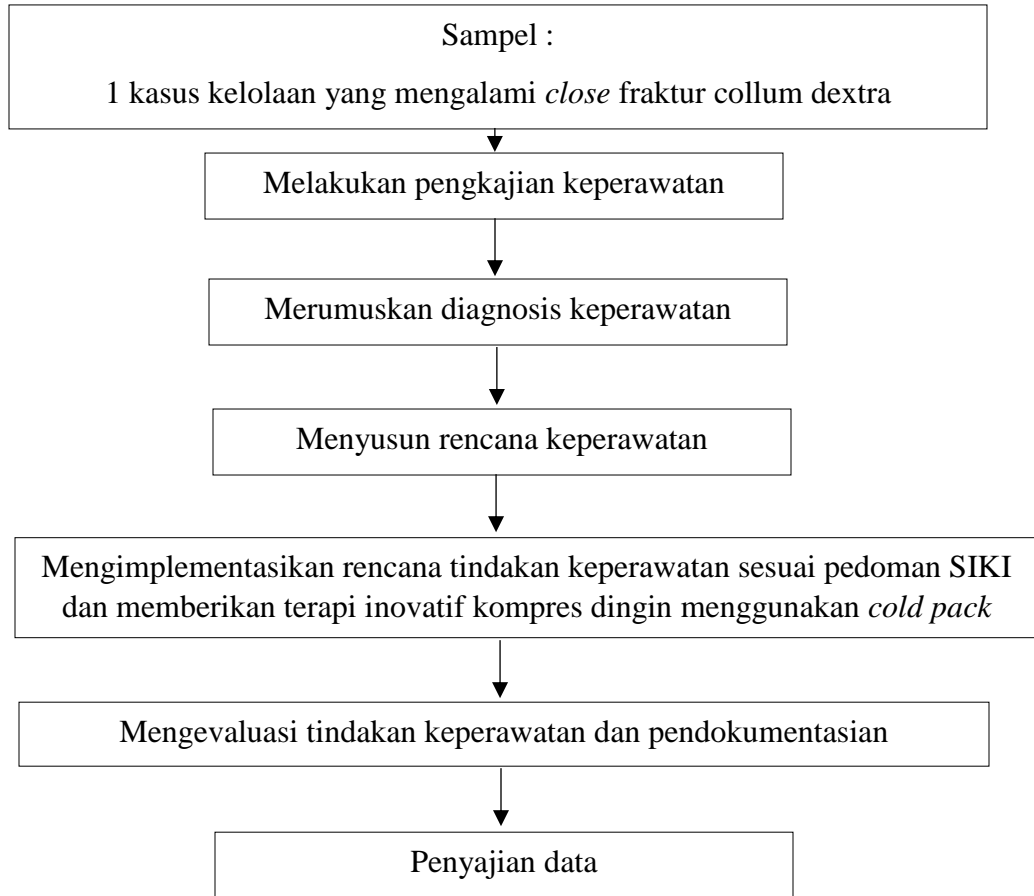 Sampel :
1 kasus kelolaan yang mengalami close fraktur collum dextra
Melakukan pengkajian keperawatan
Merumuskan diagnosis keperawatan
Menyusun rencana keperawatan
Mengimplementasikan rencana tindakan keperawatan sesuai pedoman SIKI
dan memberikan terapi inovatif kompres dingin menggunakan cold pack
Mengevaluasi tindakan keperawatan dan pendokumentasian
Penyajian data